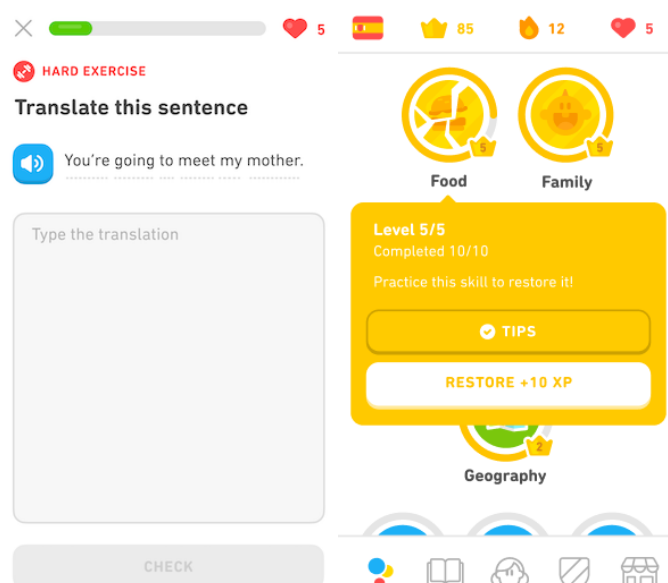 5
HARD EXERCISE
Translate this sentence
You're going to meet my mother.
Type the translation
CHECK
85
12
5
5
5
Food
Family
Level 5/5
Completed 10/10
Practice this skill to restore it!
TIPS
RESTORE +10 XP
2
Geography